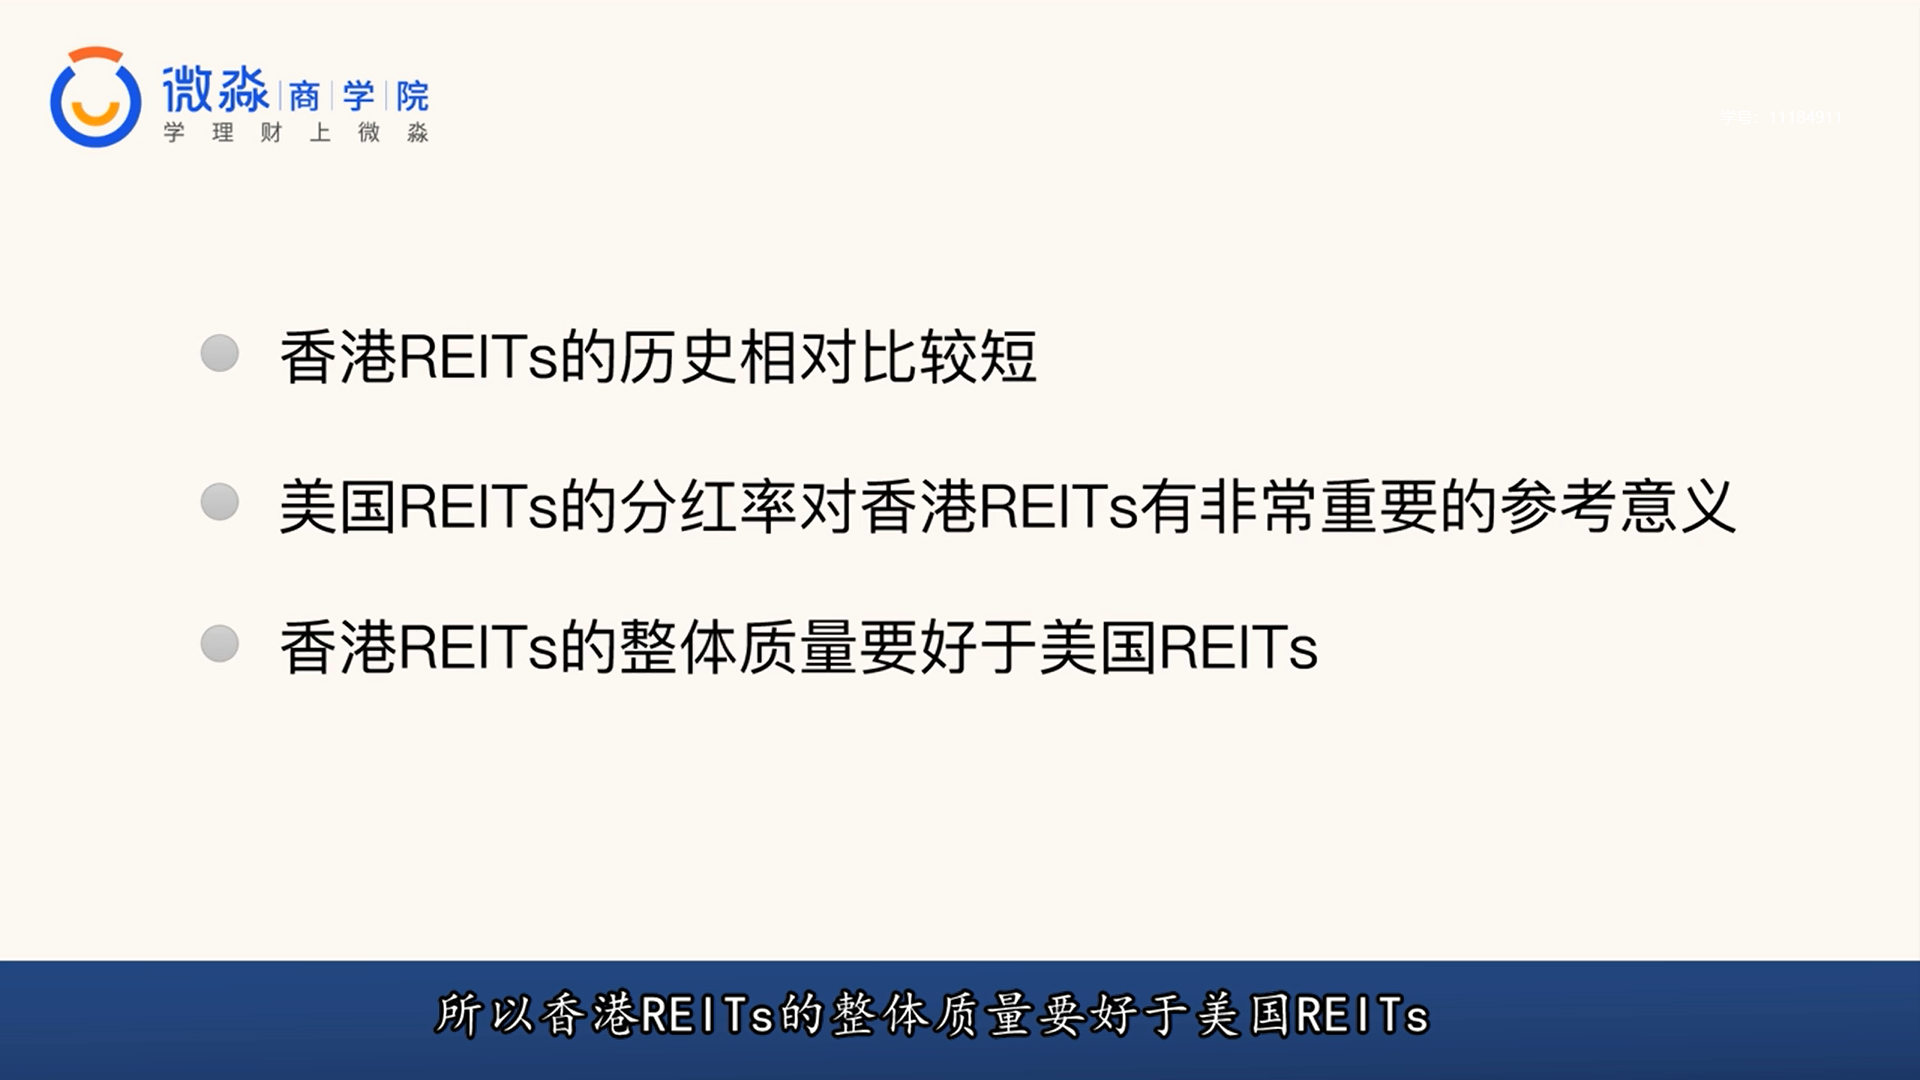 微淼商学院
学理财上微淼
学号：11184911
香港REITs的历史相对比较短
美国REITs的分红率对香港REITs有非常重要的参考意义
香港REITs的整体质量要好于美国REITs
所以香港REITs的整体质量要好于美国REITs